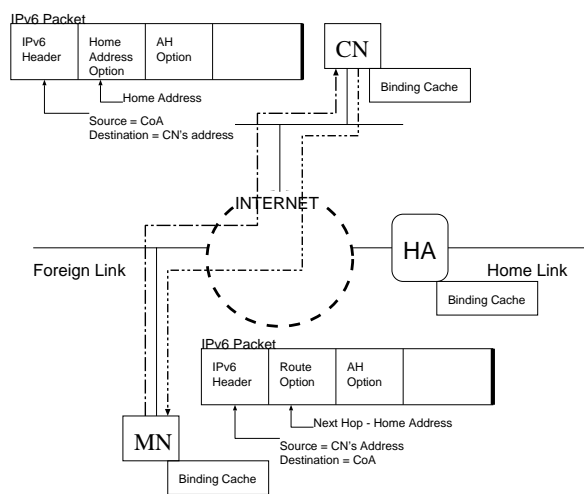 IPv6 Packet
IPv6 Header
Home Address Option
AH Option
Home Address
Source = CoA
Destination = CN's address
CN
Binding Cache
INTERNET
HA
Foreign Link
Home Link
Binding Cache
IPv6 Packet
IPv6 Header
Route Option
AH Option
Next Hop - Home Address
Source = CN's Address
Destination = CoA
MN
Binding Cache